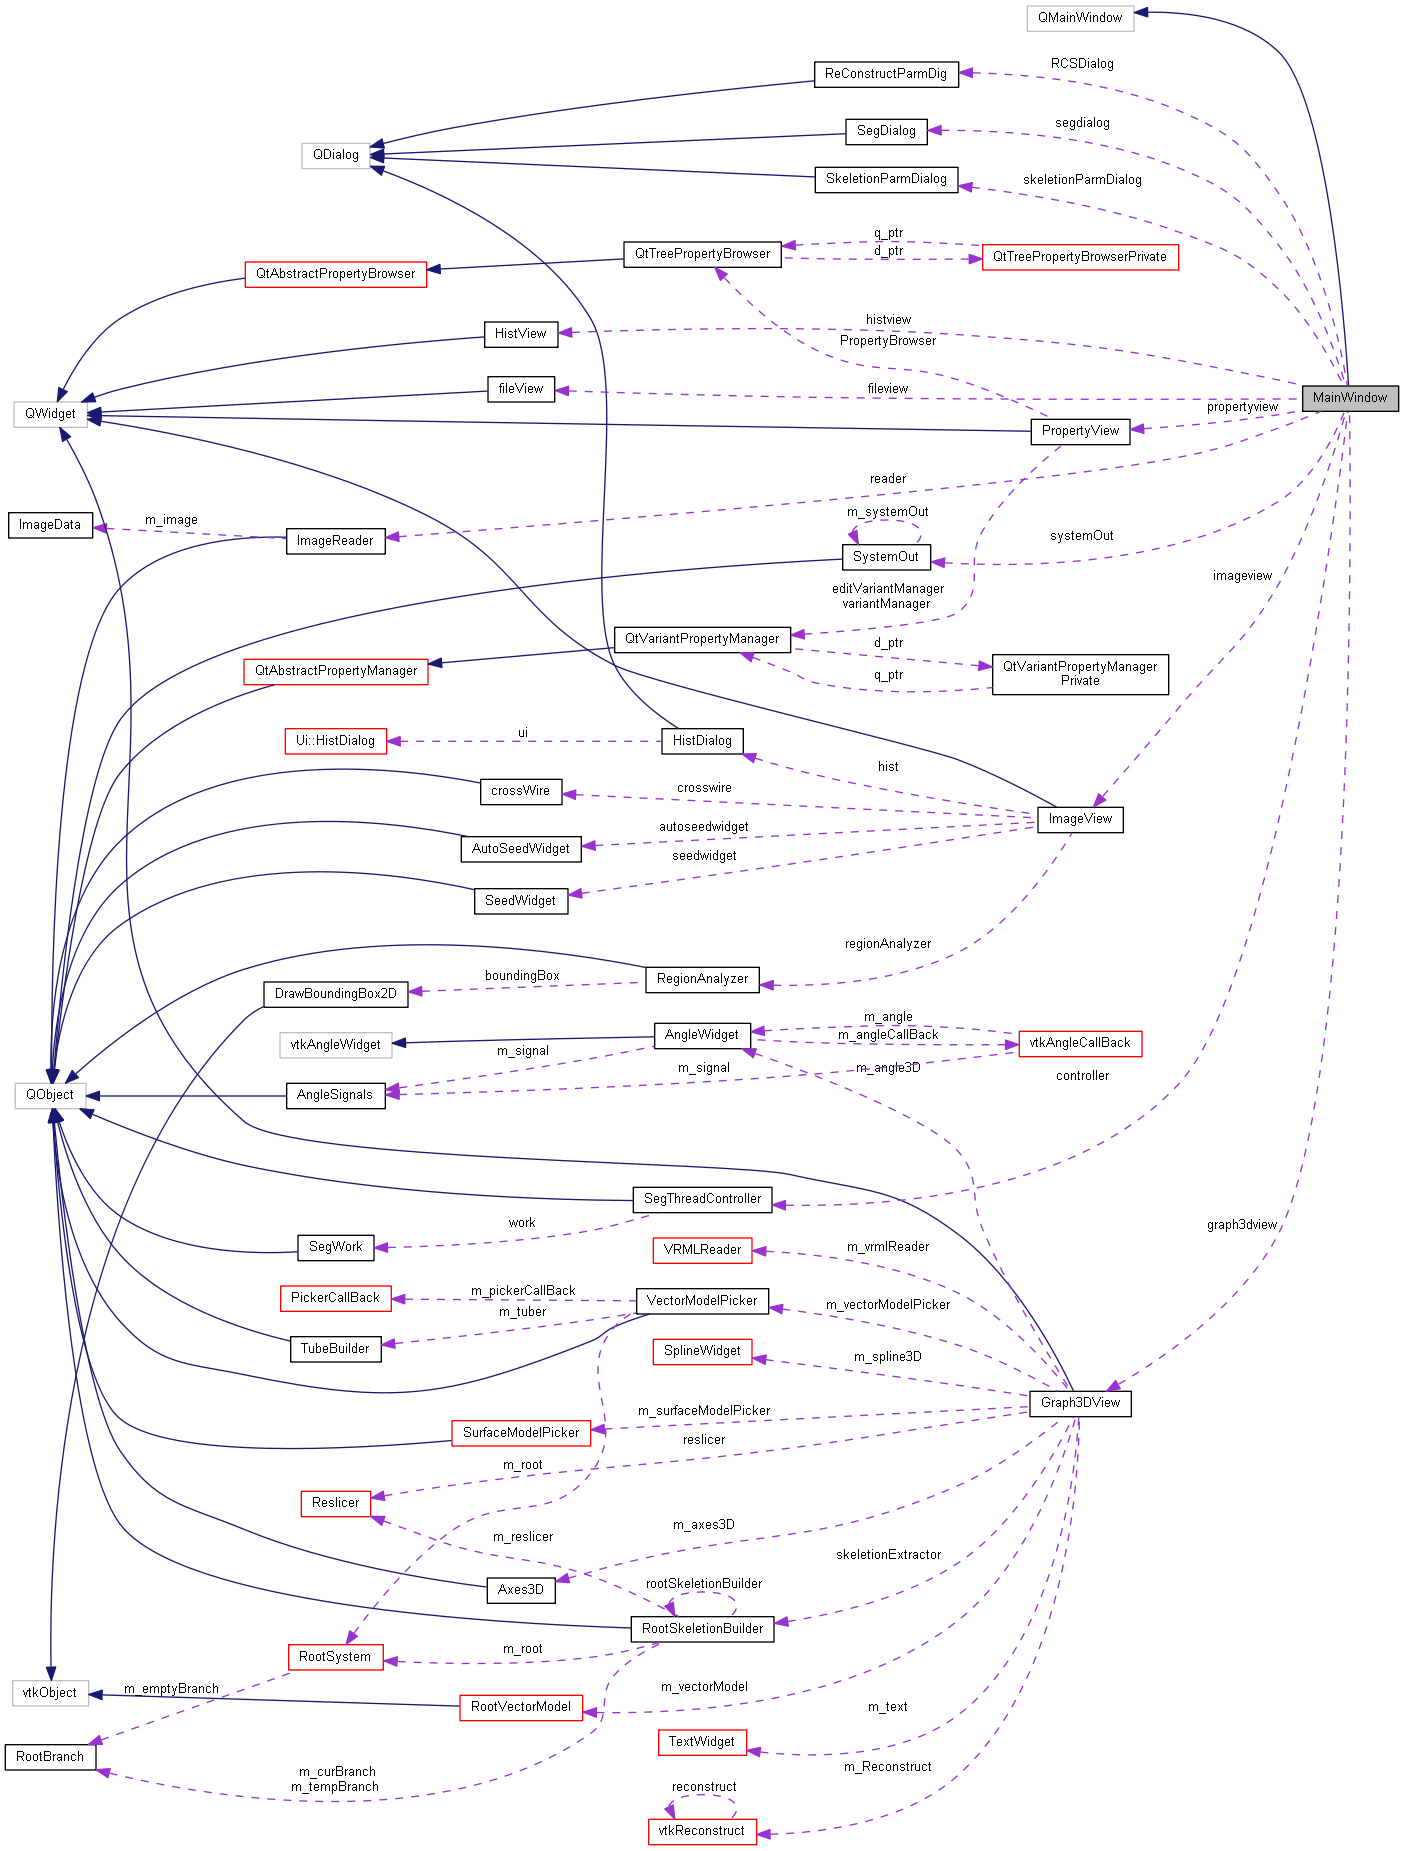 QMainWindow
RCSDialog
ReConstructParmDig
segdialog
SegDialog
QDialog
skeletionParmDialog
SkeletionParmDialog
q_ptr
QtTreePropertyBrowser
d_ptr
QtTreePropertyBrowserPrivate
QtAbstractPropertyBrowser
histview
HistView
PropertyBrowser
fileView
fileview
MainWindow
QWidget
propertyview
PropertyView
reader
ImageData
m_image
ImageReader
m_systemOut
SystemOut
systemOut
imageview
editVariantManager
variantManager
QtVariantPropertyManager
d_ptr
QtVariantPropertyManager
Private
QtAbstractPropertyManager
q_ptr
Ui::HistDialog
ui
HistDialog
hist
crossWire
crosswire
ImageView
autoseedwidget
AutoSeedWidget
seedwidget
SeedWidget
regionAnalyzer
boundingBox
RegionAnalyzer
DrawBoundingBox2D
m_angle
AngleWidget
m_angleCallBack
vtkAngleCallBack
vtkAngleWidget
m_signal
m_signal
m_angle3D
controller
QObject
AngleSignals
SegThreadController
work
graph3dview
SegWork
VRMLReader
m_vrmlReader
PickerCallBack
m_pickerCallBack
VectorModelPicker
m_vectorModelPicker
m_tuber
TubeBuilder
SplineWidget
m_spline3D
Graph3DView
m_surfaceModelPicker
SurfaceModelPicker
reslicer
m_root
Reslicer
m_axes3D
m_reslicer
skeletionExtractor
Axes3D
rootSkeletionBuilder
RootSkeletionBuilder
RootSystem
m_root
vtkObject
m_emptyBranch
RootVectorModel
m_vectorModel
m_text
TextWidget
RootBranch
m_curBranch
m_tempBranch
m_Reconstruct
reconstruct
vtkReconstruct